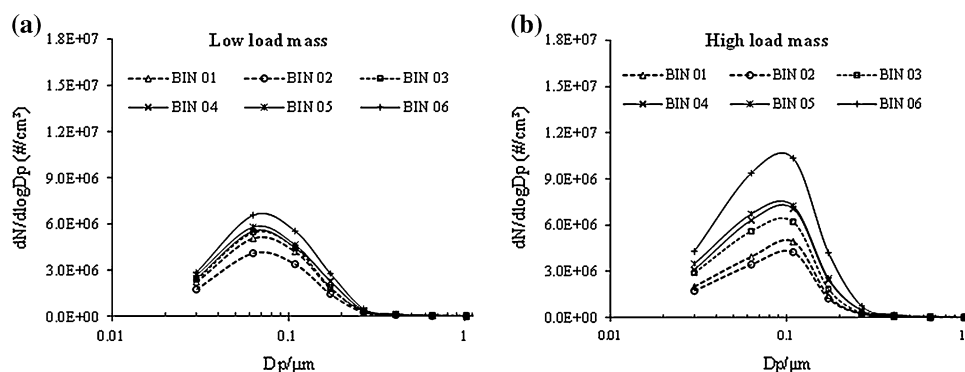 (a)
Low load mass
1.8E+07
1.5E+07
1.2E+07
9.0E+06
6.0E+06
3.0E+06
0.0E+00
dN/dlogDp (#/cm³)
BIN 01
BIN 02
BIN 03
BIN 04
BIN 05
BIN 06
0.01
0.1
1
Dp/μm
(b)
High load mass
1.8E+07
1.5E+07
1.2E+07
9.0E+06
6.0E+06
3.0E+06
0.0E+00
dN/dlogDp (#/cm³)
BIN 01
BIN 02
BIN 03
BIN 04
BIN 05
BIN 06
0.01
0.1
1
Dp/μm